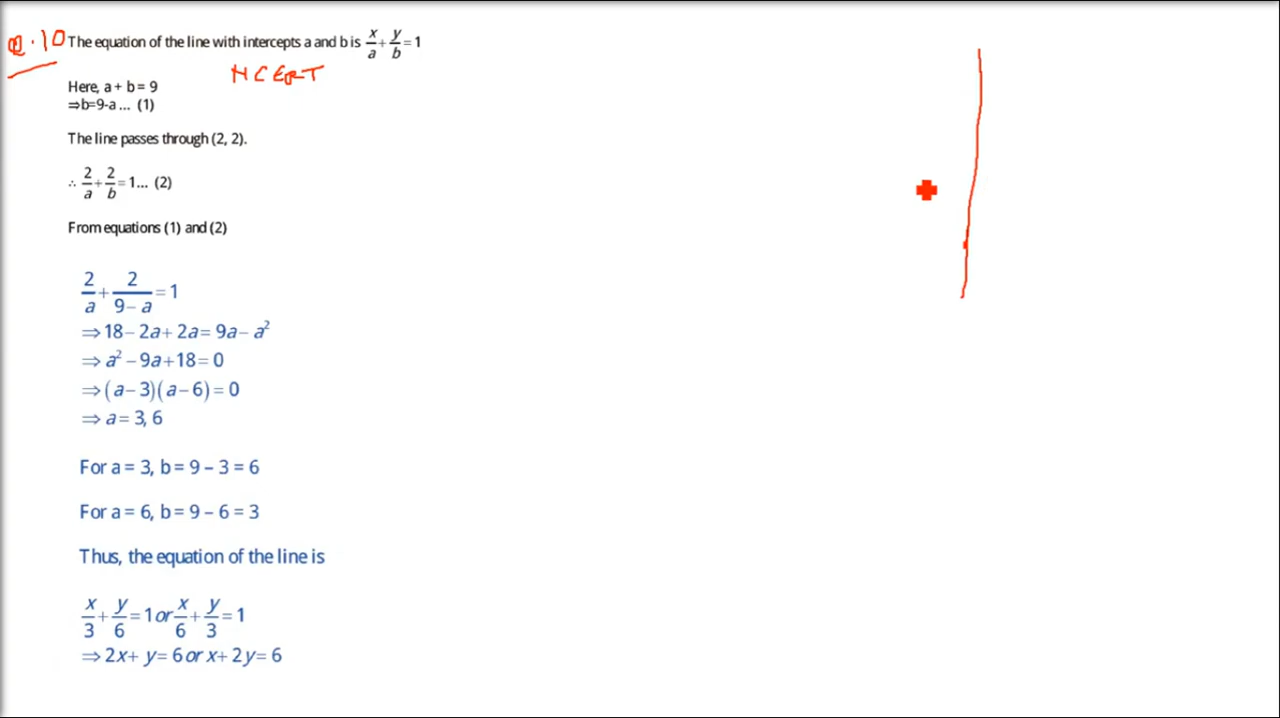 Q.10 The equation of the line with intercepts a and b is x/a + y/b = 1
NCERT
Here, a + b = 9
⇒b=9-a ... (1)
The line passes through (2, 2).
∴ 2/a + 2/b = 1... (2)
From equations (1) and (2)
2/a + 2/(9 – a) = 1
⇒ 18 – 2a + 2a = 9a – a²
⇒ a² – 9a + 18 = 0
⇒ (a – 3)(a – 6) = 0
⇒ a = 3, 6
For a = 3, b = 9 – 3 = 6
For a = 6, b = 9 – 6 = 3
Thus, the equation of the line is
x/3 + y/6 = 1 or x/6 + y/3 = 1
⇒ 2x + y = 6 or x + 2y = 6